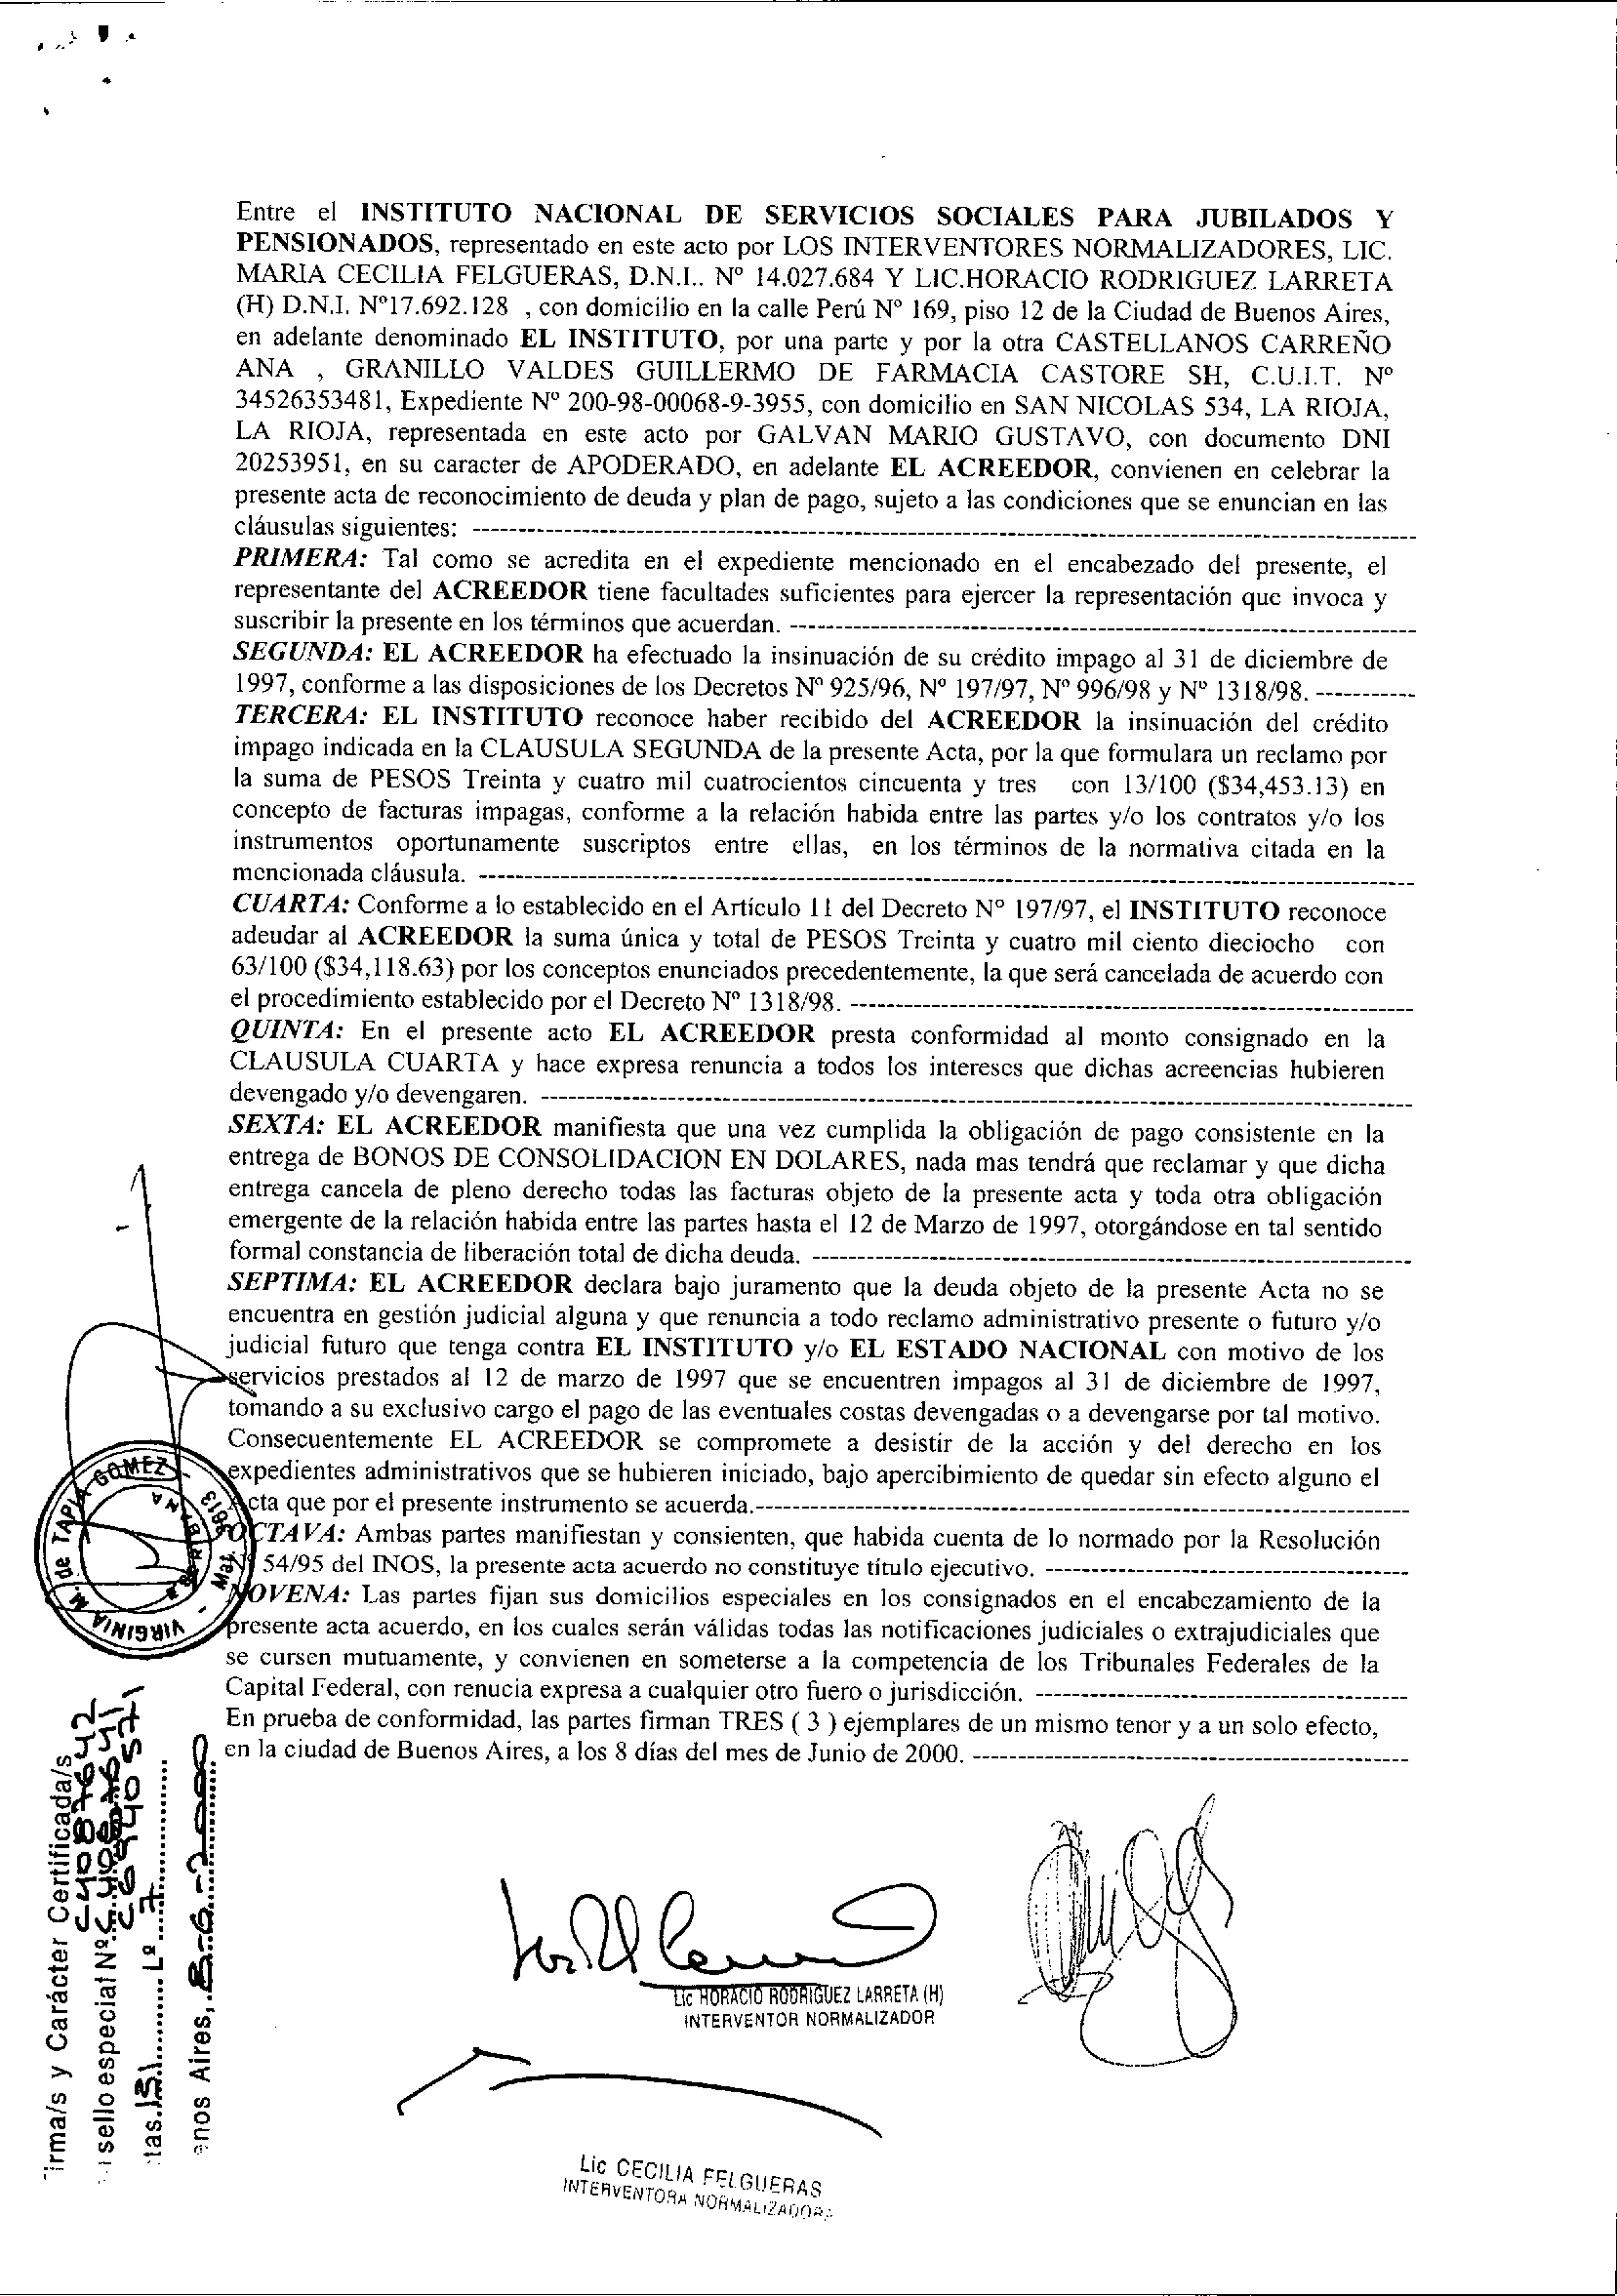 Entre el INSTITUTO NACIONAL DE SERVICIOS SOCIALES PARA JUBILADOS Y
PENSIONADOS, representado en este acto por LOS INTERVENTORES NORMALIZADORES, LIC.
MARIA CECILIA FELGUERAS, D.N.I.. Nº 14.027.684 Y LIC.HORACIO RODRIGUEZ LARRETA
(H) D.N.I. Nº17.692.128 , con domicilio en la calle Perú Nº 169, piso 12 de la Ciudad de Buenos Aires,
en adelante denominado EL INSTITUTO, por una parte y por la otra CASTELLANOS CARREÑO
ANA , GRANILLO VALDES GUILLERMO DE FARMACIA CASTORE SH, C.U.I.T. Nº
34526353481, Expediente Nº 200-98-00068-9-3955, con domicilio en SAN NICOLAS 534, LA RIOJA,
LA RIOJA, representada en este acto por GALVAN MARIO GUSTAVO, con documento DNI
20253951, en su caracter de APODERADO, en adelante EL ACREEDOR, convienen en celebrar la
presente acta de reconocimiento de deuda y plan de pago, sujeto a las condiciones que se enuncian en las
cláusulas siguientes: ---
PRIMERA: Tal como se acredita en el expediente mencionado en el encabezado del presente, el
representante del ACREEDOR tiene facultades suficientes para ejercer la representación que invoca y
suscribir la presente en los términos que acuerdan. ---
SEGUNDA: EL ACREEDOR ha efectuado la insinuación de su crédito impago al 31 de diciembre de
1997, conforme a las disposiciones de los Decretos Nº 925/96, Nº 197/97, Nº 996/98 y Nº 1318/98. ---
TERCERA: EL INSTITUTO reconoce haber recibido del ACREEDOR la insinuación del crédito
impago indicada en la CLAUSULA SEGUNDA de la presente Acta, por la que formulara un reclamo por
la suma de PESOS Treinta y cuatro mil cuatrocientos cincuenta y tres con 13/100 ($34,453.13) en
concepto de facturas impagas, conforme a la relación habida entre las partes y/o los contratos y/o los
instrumentos oportunamente suscriptos entre ellas, en los términos de la normativa citada en la
mencionada cláusula. ---
CUARTA: Conforme a lo establecido en el Artículo 11 del Decreto Nº 197/97, el INSTITUTO reconoce
adeudar al ACREEDOR la suma única y total de PESOS Treinta y cuatro mil ciento dieciocho con
63/100 ($34,118.63) por los conceptos enunciados precedentemente, la que será cancelada de acuerdo con
el procedimiento establecido por el Decreto Nº 1318/98. ---
QUINTA: En el presente acto EL ACREEDOR presta conformidad al monto consignado en la
CLAUSULA CUARTA y hace expresa renuncia a todos los intereses que dichas acreencias hubieren
devengado y/o devengaren. ---
SEXTA: EL ACREEDOR manifiesta que una vez cumplida la obligación de pago consistente en la
entrega de BONOS DE CONSOLIDACION EN DOLARES, nada mas tendrá que reclamar y que dicha
entrega cancela de pleno derecho todas las facturas objeto de la presente acta y toda otra obligación
emergente de la relación habida entre las partes hasta el 12 de Marzo de 1997, otorgándose en tal sentido
formal constancia de liberación total de dicha deuda. ---
SEPTIMA: EL ACREEDOR declara bajo juramento que la deuda objeto de la presente Acta no se
encuentra en gestión judicial alguna y que renuncia a todo reclamo administrativo presente o futuro y/o
judicial futuro que tenga contra EL INSTITUTO y/o EL ESTADO NACIONAL con motivo de los
servicios prestados al 12 de marzo de 1997 que se encuentren impagos al 31 de diciembre de 1997,
tomando a su exclusivo cargo el pago de las eventuales costas devengadas o a devengarse por tal motivo.
Consecuentemente EL ACREEDOR se compromete a desistir de la acción y del derecho en los
expedientes administrativos que se hubieren iniciado, bajo apercibimiento de quedar sin efecto alguno el
Acta que por el presente instrumento se acuerda.---
OCTAVA: Ambas partes manifiestan y consienten, que habida cuenta de lo normado por la Resolución
Nº 54/95 del INOS, la presente acta acuerdo no constituye título ejecutivo. ---
NOVENA: Las partes fijan sus domicilios especiales en los consignados en el encabezamiento de la
presente acta acuerdo, en los cuales serán válidas todas las notificaciones judiciales o extrajudiciales que
se cursen mutuamente, y convienen en someterse a la competencia de los Tribunales Federales de la
Capital Federal, con renucia expresa a cualquier otro fuero o jurisdicción. ---
En prueba de conformidad, las partes firman TRES ( 3 ) ejemplares de un mismo tenor y a un solo efecto,
en la ciudad de Buenos Aires, a los 8 días del mes de Junio de 2000. ---
VIRGINIA M. de TAPIA GOMEZ
Mat. 3613
irma/s y Carácter Certificada/s
sello especial Nº
tas.151 Lº 7
enos Aires, 8-6-2000
Lic HORACIO RODRIGUEZ LARRETA (H)
INTERVENTOR NORMALIZADOR
Lic CECILIA FELGUERAS
INTERVENTORA NORMALIZADORA